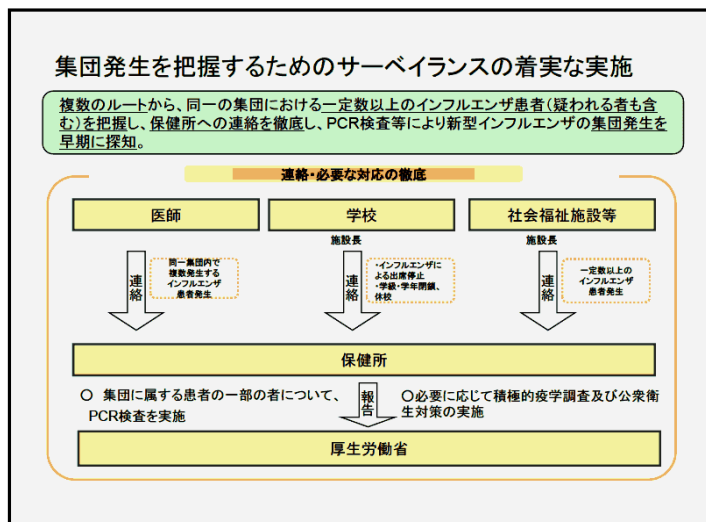 集団発生を把握するためのサーベイランスの着実な実施
複数のルートから、同一の集団における一定数以上のインフルエンザ患者(疑われる者も含
む)を把握し、保健所への連絡を徹底し、PCR検査等により新型インフルエンザの集団発生を
早期に探知。
連絡・必要な対応の徹底
医師
学校
社会福祉施設等
施設長
施設長
連絡
同一集団内で
複数発生する
インフルエンザ
患者発生
連絡
・インフルエンザに
よる出席停止
・学級・学年閉鎖、
休校
連絡
一定数以上の
インフルエンザ
患者発生
保健所
○ 集団に属する患者の一部の者について、
PCR検査を実施
報告
○必要に応じて積極的疫学調査及び公衆衛
生対策の実施
厚生労働省